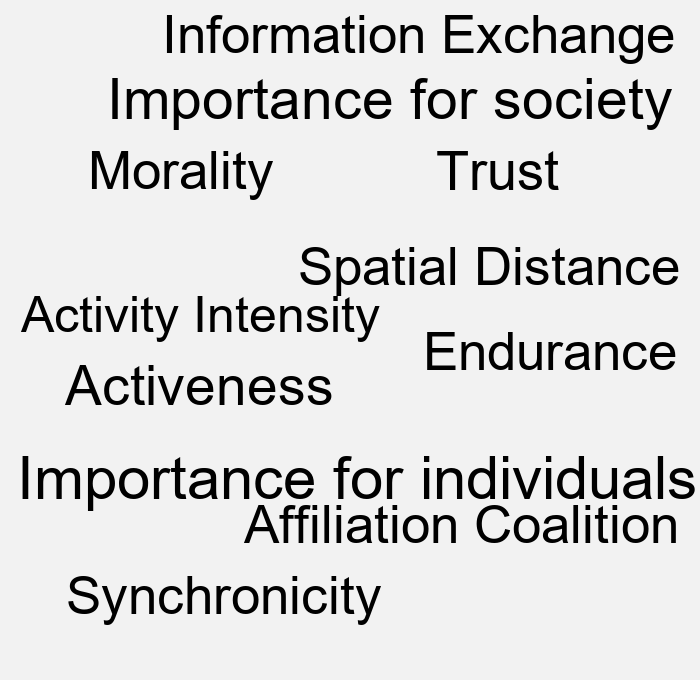 Information Exchange
Importance for society
Morality
Trust
Spatial Distance
Activity Intensity
Endurance
Activeness
Importance for individuals
Affiliation Coalition
Synchronicity